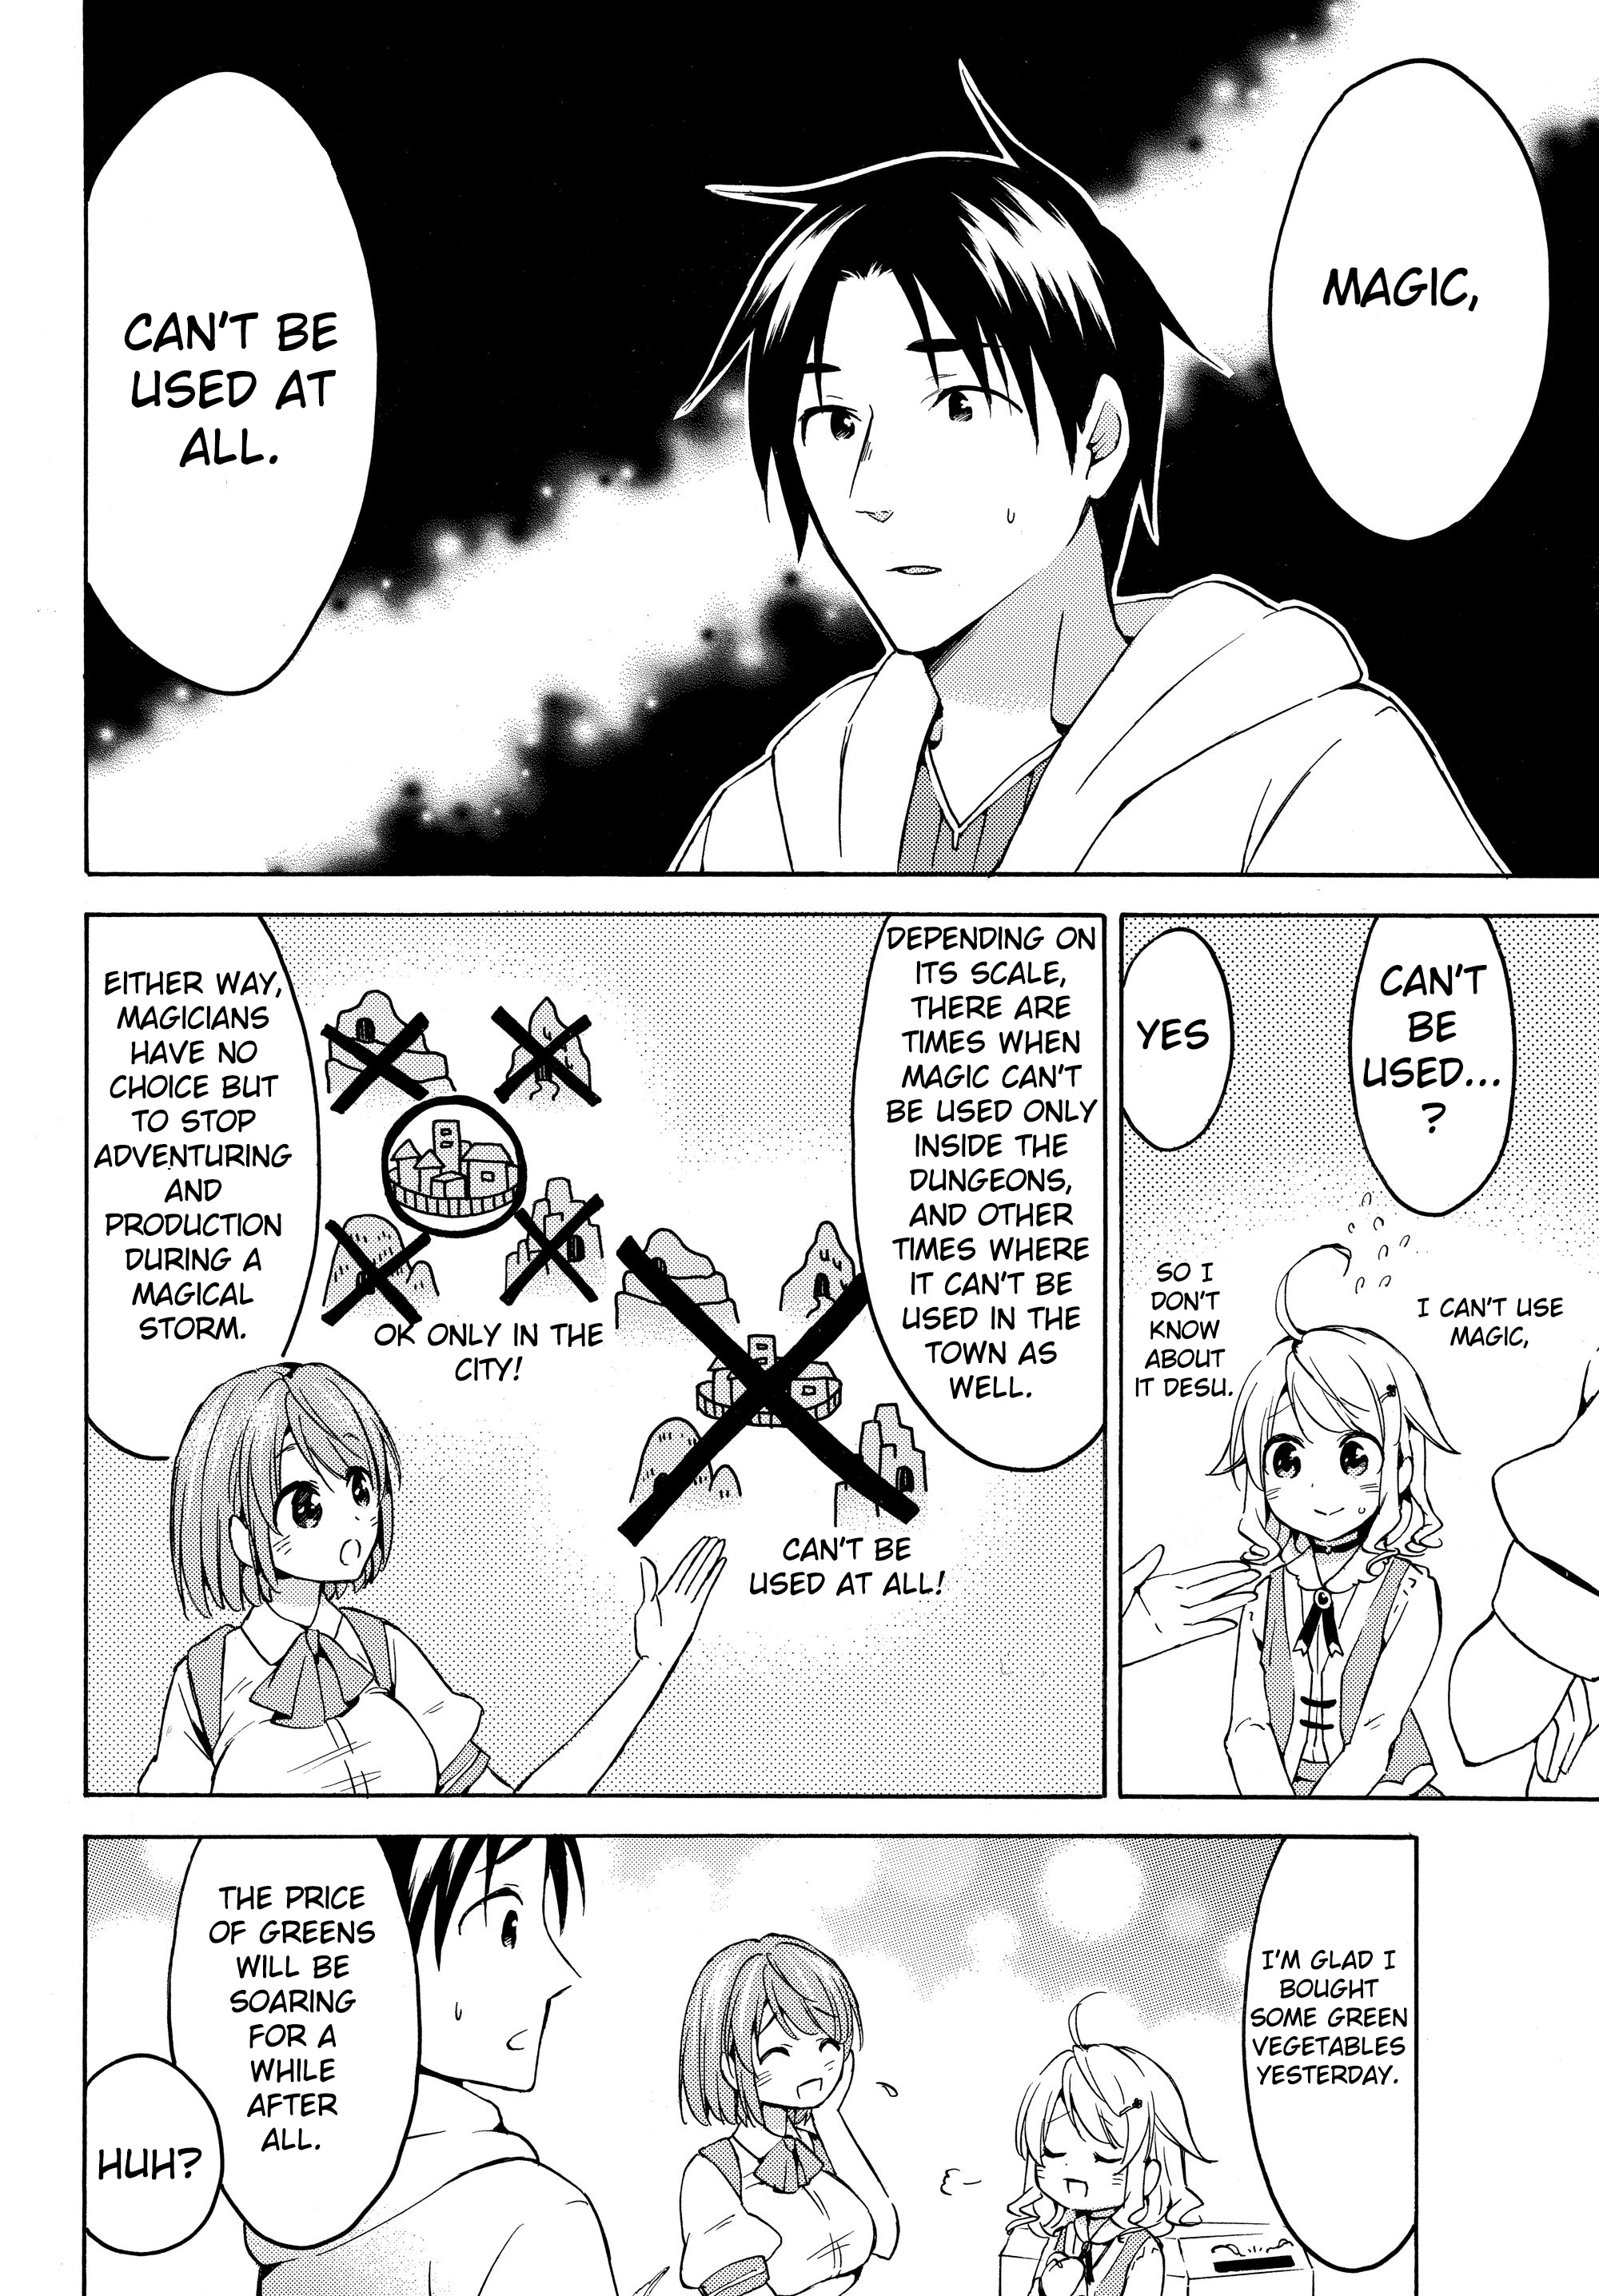 MAGIC,
CAN'T BE
USED AT
ALL.
CAN'T
BE
USED...
?
YES
I CAN'T USE
MAGIC,
SO I
DON'T
KNOW
ABOUT
IT DESU.
DEPENDING ON
ITS SCALE,
THERE ARE
TIMES WHEN
MAGIC CAN'T
BE USED ONLY
INSIDE THE
DUNGEONS,
AND OTHER
TIMES WHERE
IT CAN'T BE
USED IN THE
TOWN AS
WELL.
OK ONLY IN THE
CITY!
CAN'T BE
USED AT ALL!
EITHER WAY,
MAGICIANS
HAVE NO
CHOICE BUT
TO STOP
ADVENTURING
AND
PRODUCTION
DURING A
MAGICAL
STORM.
I'M GLAD I
BOUGHT
SOME GREEN
VEGETABLES
YESTERDAY.
THE PRICE
OF GREENS
WILL BE
SOARING
FOR A
WHILE
AFTER
ALL.
HUH?